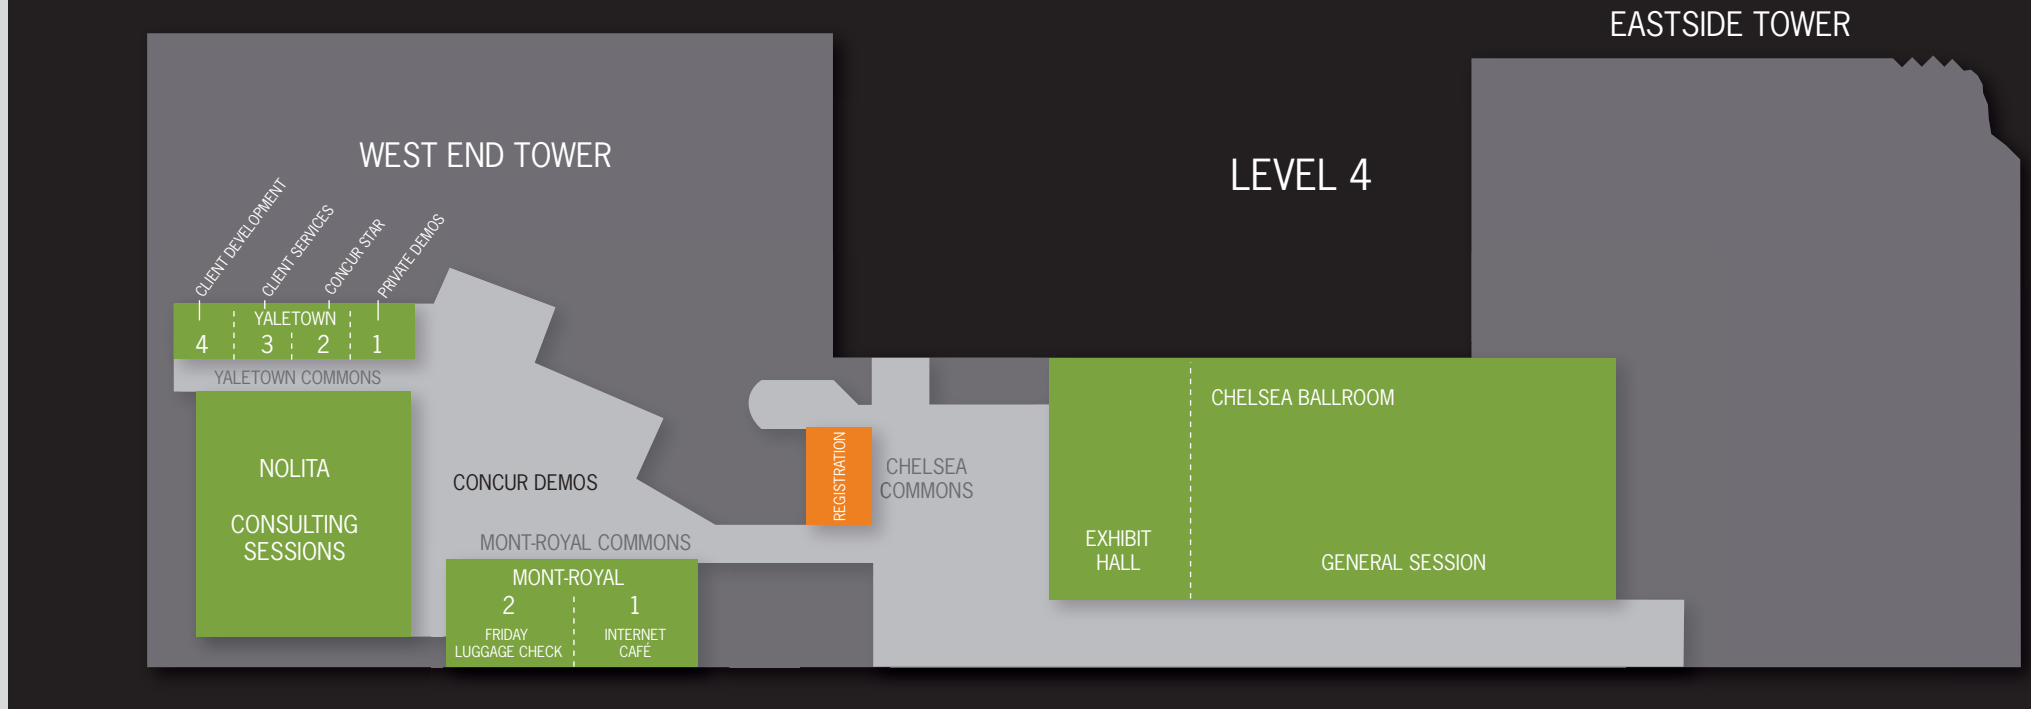 EASTSIDE TOWER
WEST END TOWER
LEVEL 4
CLIENT DEVELOPMENT
CLIENT SERVICES
CONCUR STAR
PRIVATE DEMOS
YALETOWN
4 3 2 1
YALETOWN COMMONS
NOLITA
CONSULTING
SESSIONS
CONCUR DEMOS
MONT-ROYAL COMMONS
MONT-ROYAL
2 1
FRIDAY
LUGGAGE CHECK
INTERNET
CAFÉ
REGISTRATION
CHELSEA
COMMONS
CHELSEA BALLROOM
EXHIBIT
HALL
GENERAL SESSION